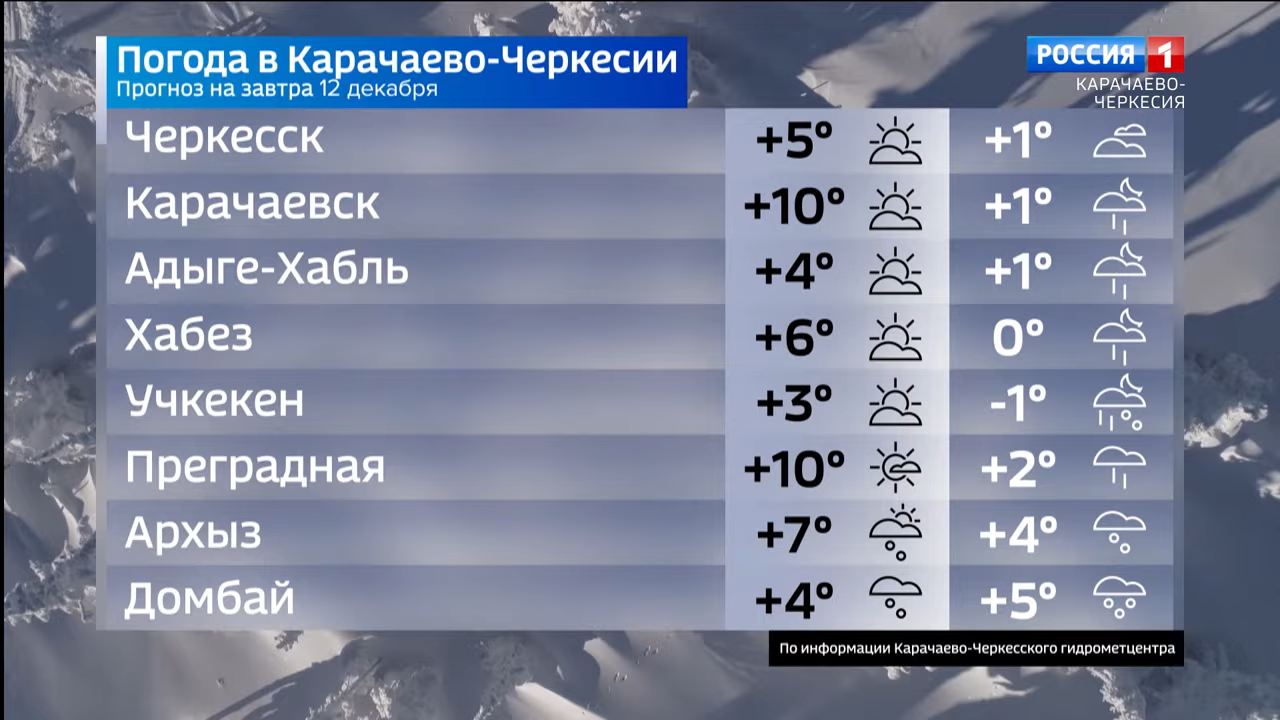 Погода в Карачаево-Черкесии
Прогноз на завтра 12 декабря
РОССИЯ 1
КАРАЧАЕВО-
ЧЕРКЕСИЯ
Черкесск +5° +1°
Карачаевск +10° +1°
Адыге-Хабль +4° +1°
Хабез +6° 0°
Учкекен +3° -1°
Преградная +10° +2°
Архыз +7° +4°
Домбай +4° +5°
По информации Карачаево-Черкесского гидрометцентра